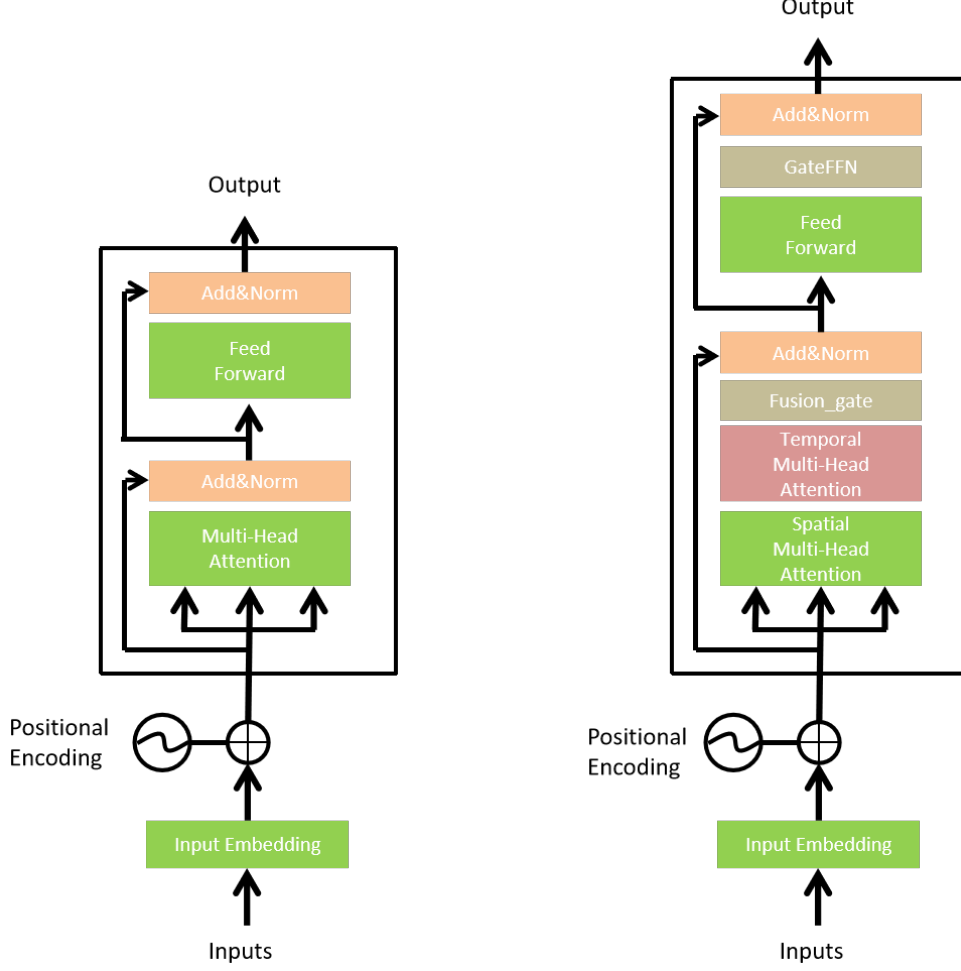 Output
Add&Norm
Feed
Forward
Add&Norm
Multi-Head
Attention
Positional
Encoding
Input Embedding
Inputs
Output
Add&Norm
GateFFN
Feed
Forward
Add&Norm
Fusion_gate
Temporal
Multi-Head
Attention
Spatial
Multi-Head
Attention
Positional
Encoding
Input Embedding
Inputs